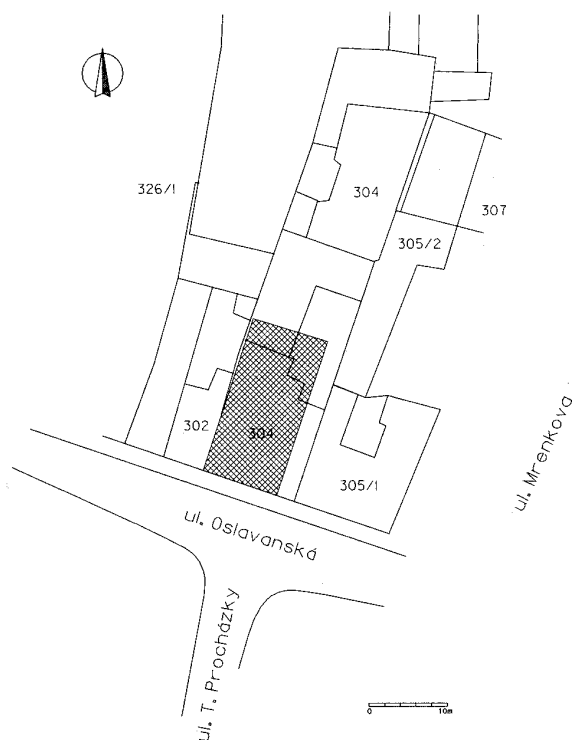 326/1
304
307
305/2
302
304
305/1
ul. Oslavanská
ul. Mrenkova
ul. T. Procházky
0 10m